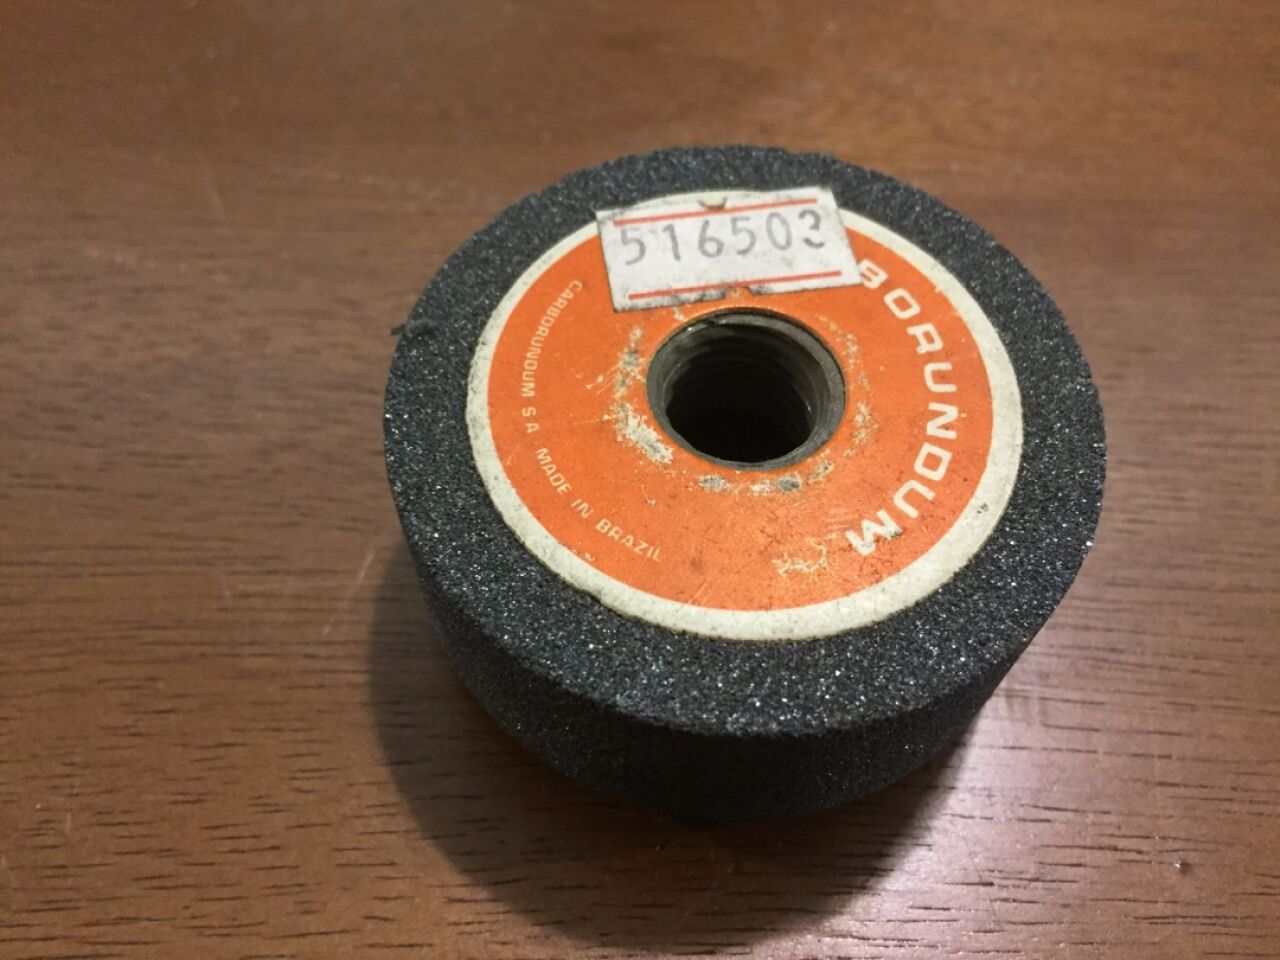 516503
BORUNDUM
CARBORUNDUM S.A. MADE IN BRAZIL